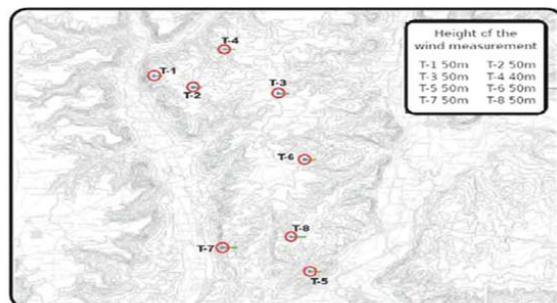 T-4
T-1
T-2
T-3
T-6
T-8
T-7
T-5
Height of the
wind measurement
T-1 50m T-2 50m
T-3 50m T-4 40m
T-5 50m T-6 50m
T-7 50m T-8 50m